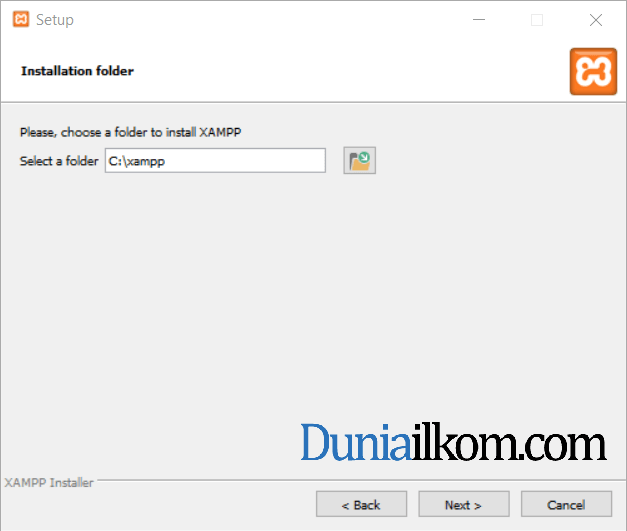 Setup
Installation folder
Please, choose a folder to install XAMPP
Select a folder C:\xampp
Duniailkom.com
XAMPP Installer
< Back Next > Cancel